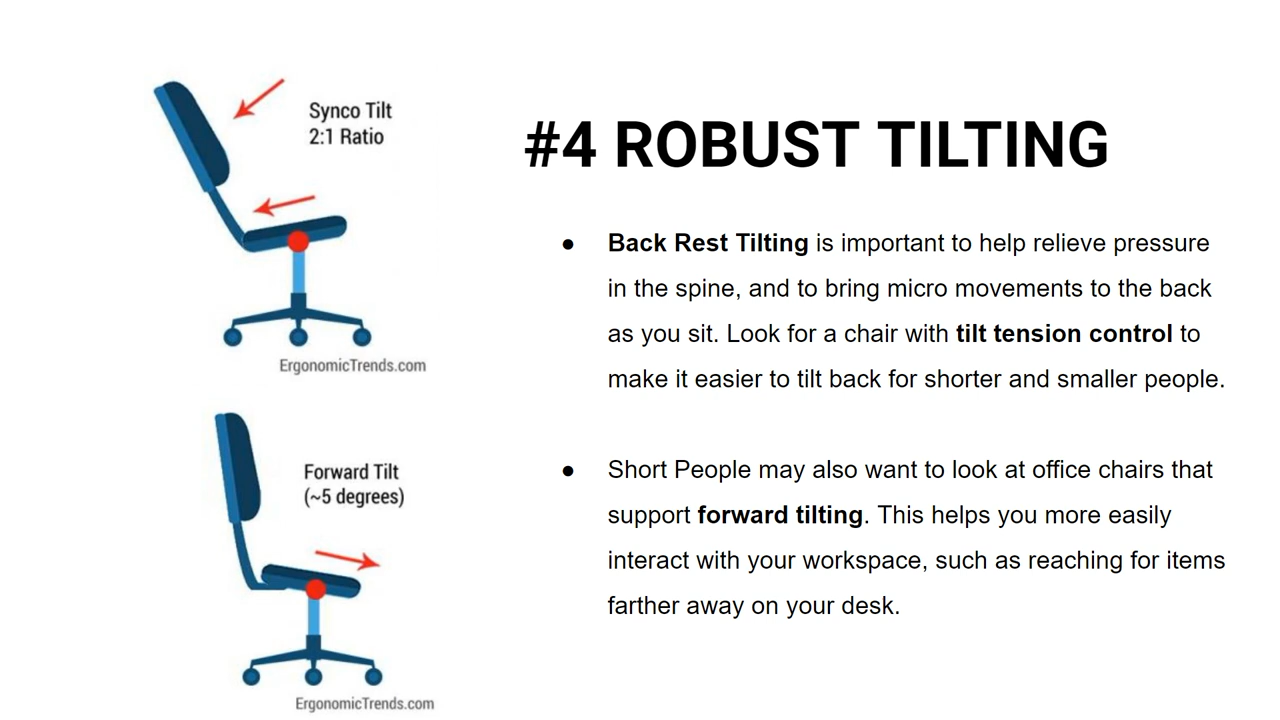 Synco Tilt
2:1 Ratio
ErgonomicTrends.com
Forward Tilt
(~5 degrees)
ErgonomicTrends.com
#4 ROBUST TILTING
● Back Rest Tilting is important to help relieve pressure
in the spine, and to bring micro movements to the back
as you sit. Look for a chair with tilt tension control to
make it easier to tilt back for shorter and smaller people.
● Short People may also want to look at office chairs that
support forward tilting. This helps you more easily
interact with your workspace, such as reaching for items
farther away on your desk.